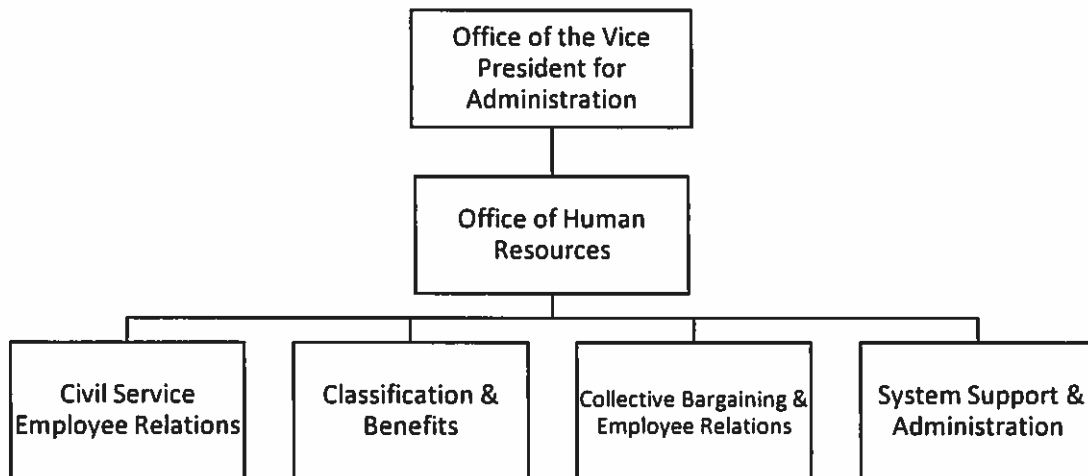 Office of the Vice
President for
Administration
Office of Human
Resources
Civil Service
Employee Relations
Classification &
Benefits
Collective Bargaining &
Employee Relations
System Support &
Administration